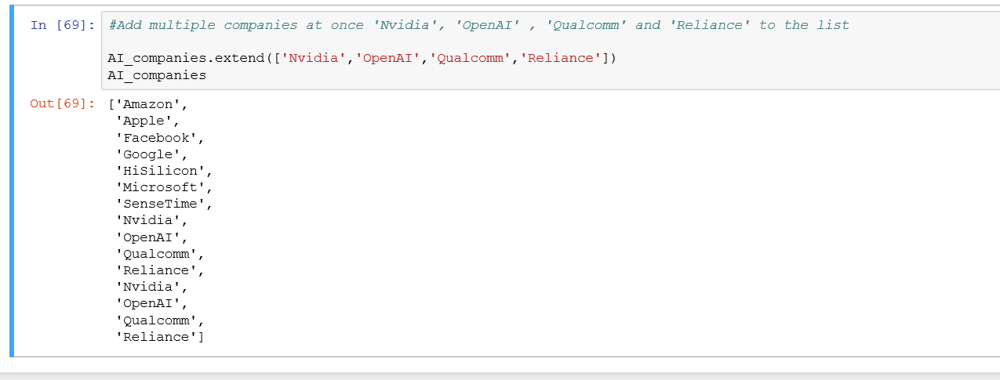 In [69]: #Add multiple companies at once 'Nvidia', 'OpenAI' , 'Qualcomm' and 'Reliance' to the list
AI_companies.extend(['Nvidia','OpenAI','Qualcomm','Reliance'])
AI_companies
Out[69]: ['Amazon',
'Apple',
'Facebook',
'Google',
'HiSilicon',
'Microsoft',
'SenseTime',
'Nvidia',
'OpenAI',
'Qualcomm',
'Reliance',
'Nvidia',
'OpenAI',
'Qualcomm',
'Reliance']